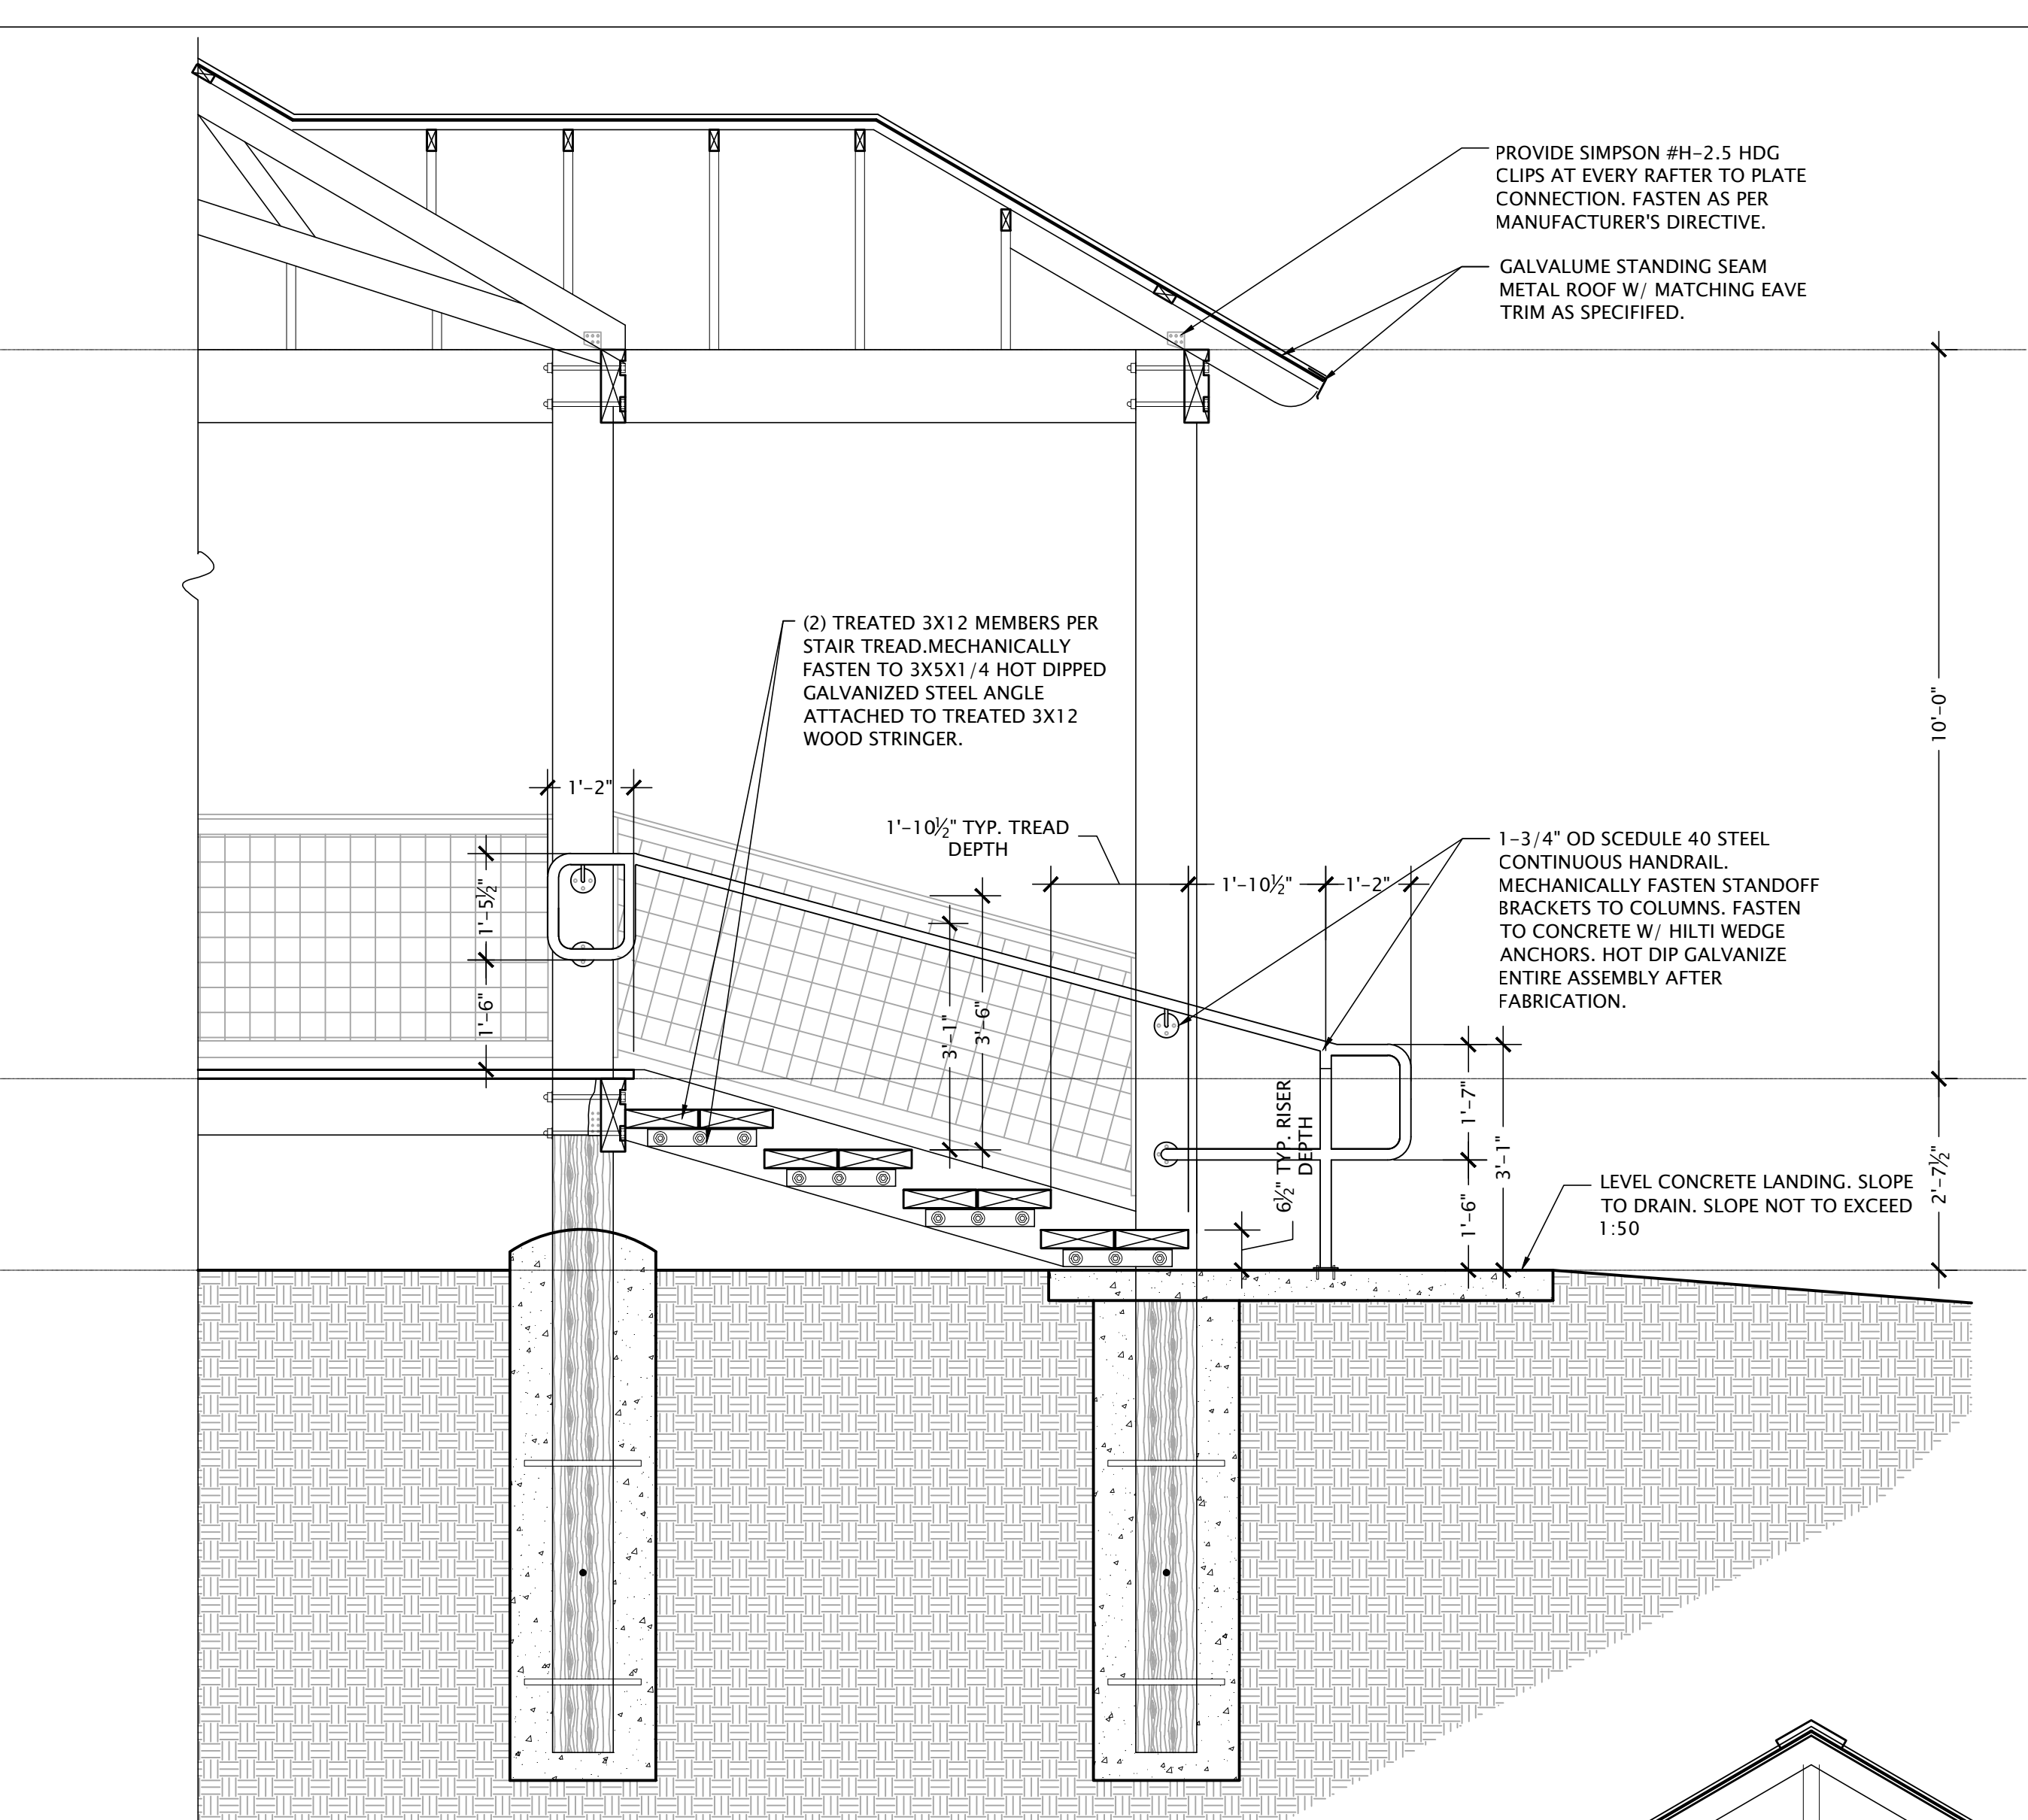 PROVIDE SIMPSON #H-2.5 HDG
CLIPS AT EVERY RAFTER TO PLATE
CONNECTION. FASTEN AS PER
MANUFACTURER'S DIRECTIVE.
GALVALUME STANDING SEAM
METAL ROOF W/ MATCHING EAVE
TRIM AS SPECIFIFED.
(2) TREATED 3X12 MEMBERS PER
STAIR TREAD.MECHANICALLY
FASTEN TO 3X5X1/4 HOT DIPPED
GALVANIZED STEEL ANGLE
ATTACHED TO TREATED 3X12
WOOD STRINGER.
10'-0"
1'-2"
1'-10½" TYP. TREAD
DEPTH
1'-10½"
1'-2"
1-3/4" OD SCEDULE 40 STEEL
CONTINUOUS HANDRAIL.
MECHANICALLY FASTEN STANDOFF
BRACKETS TO COLUMNS. FASTEN
TO CONCRETE W/ HILTI WEDGE
ANCHORS. HOT DIP GALVANIZE
ENTIRE ASSEMBLY AFTER
FABRICATION.
1'-5½"
1'-6"
3'-1"
3'-6"
6½" TYP. RISER
DEPTH
1'-7"
1'-6"
3'-1"
2'-7½"
LEVEL CONCRETE LANDING. SLOPE
TO DRAIN. SLOPE NOT TO EXCEED
1:50